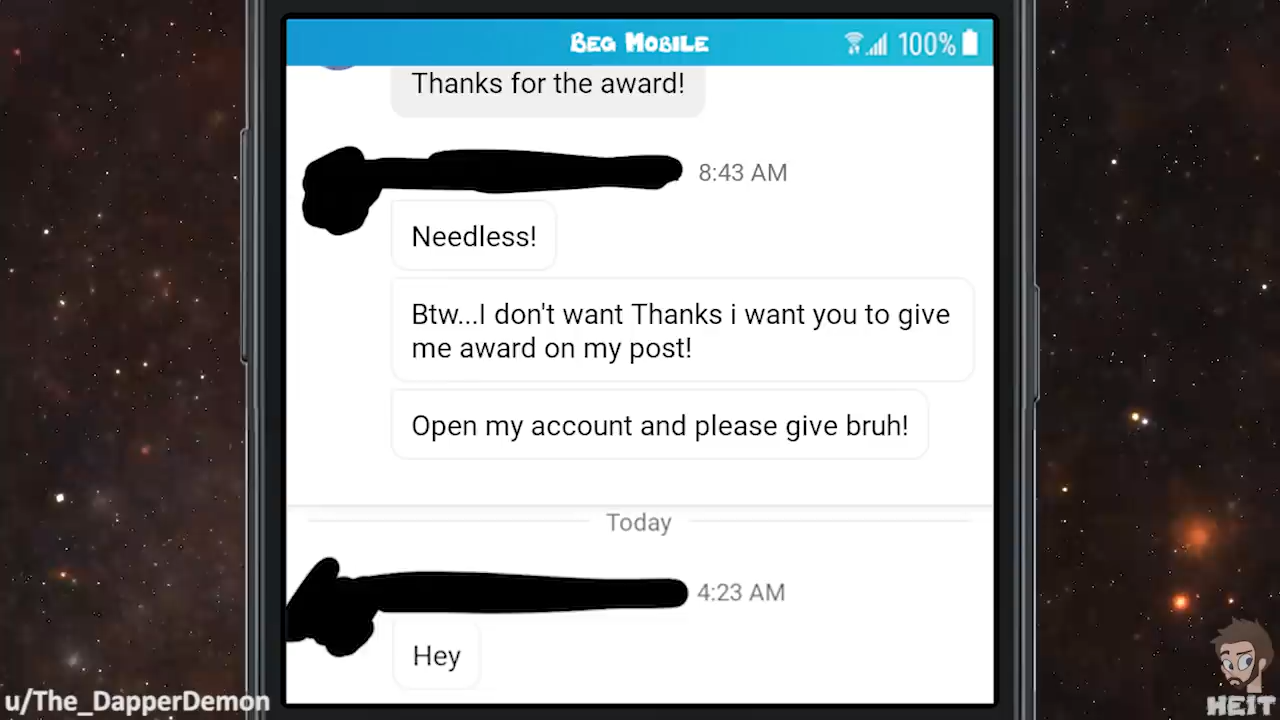 BEG MOBILE
100%
Thanks for the award!
8:43 AM
Needless!
Btw...I don't want Thanks i want you to give
me award on my post!
Open my account and please give bruh!
Today
4:23 AM
Hey
u/The_DapperDemon
HEIT